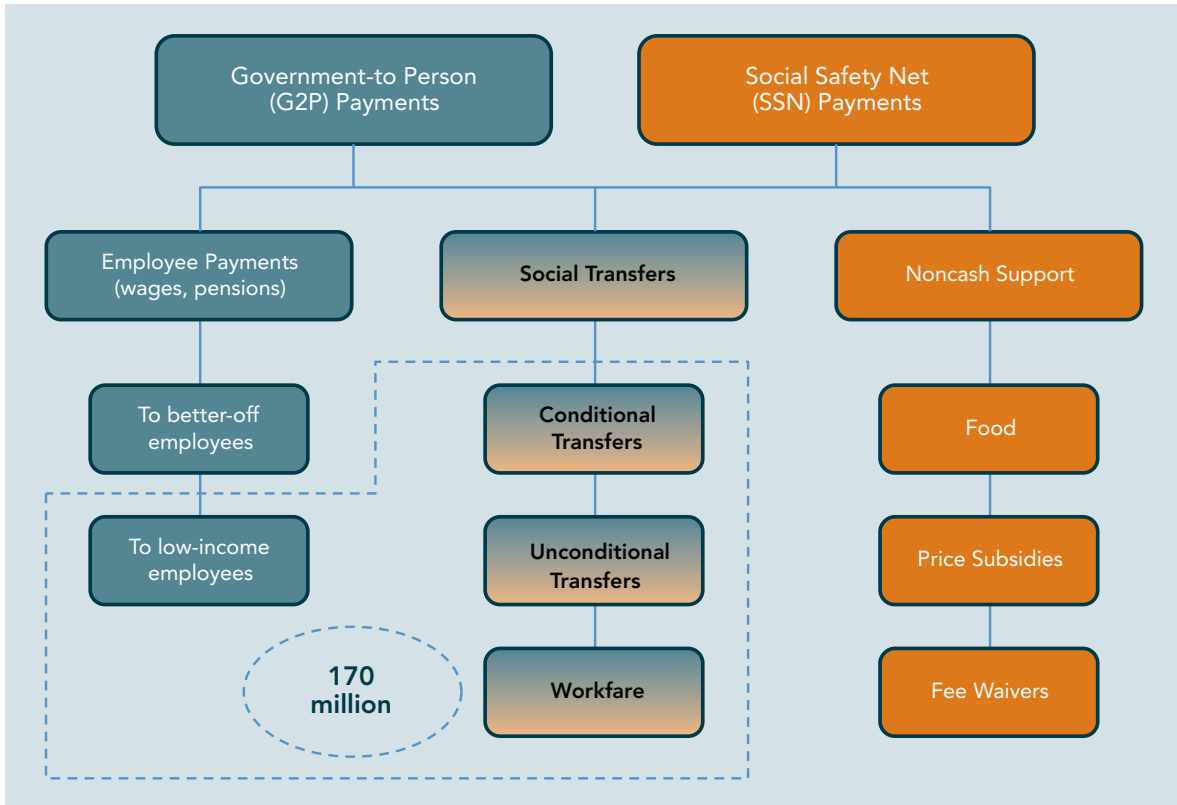 Government-to Person
(G2P) Payments
Social Safety Net
(SSN) Payments
Employee Payments
(wages, pensions)
Social Transfers
Noncash Support
To better-off
employees
Conditional
Transfers
Food
To low-income
employees
Unconditional
Transfers
Price Subsidies
170
million
Workfare
Fee Waivers